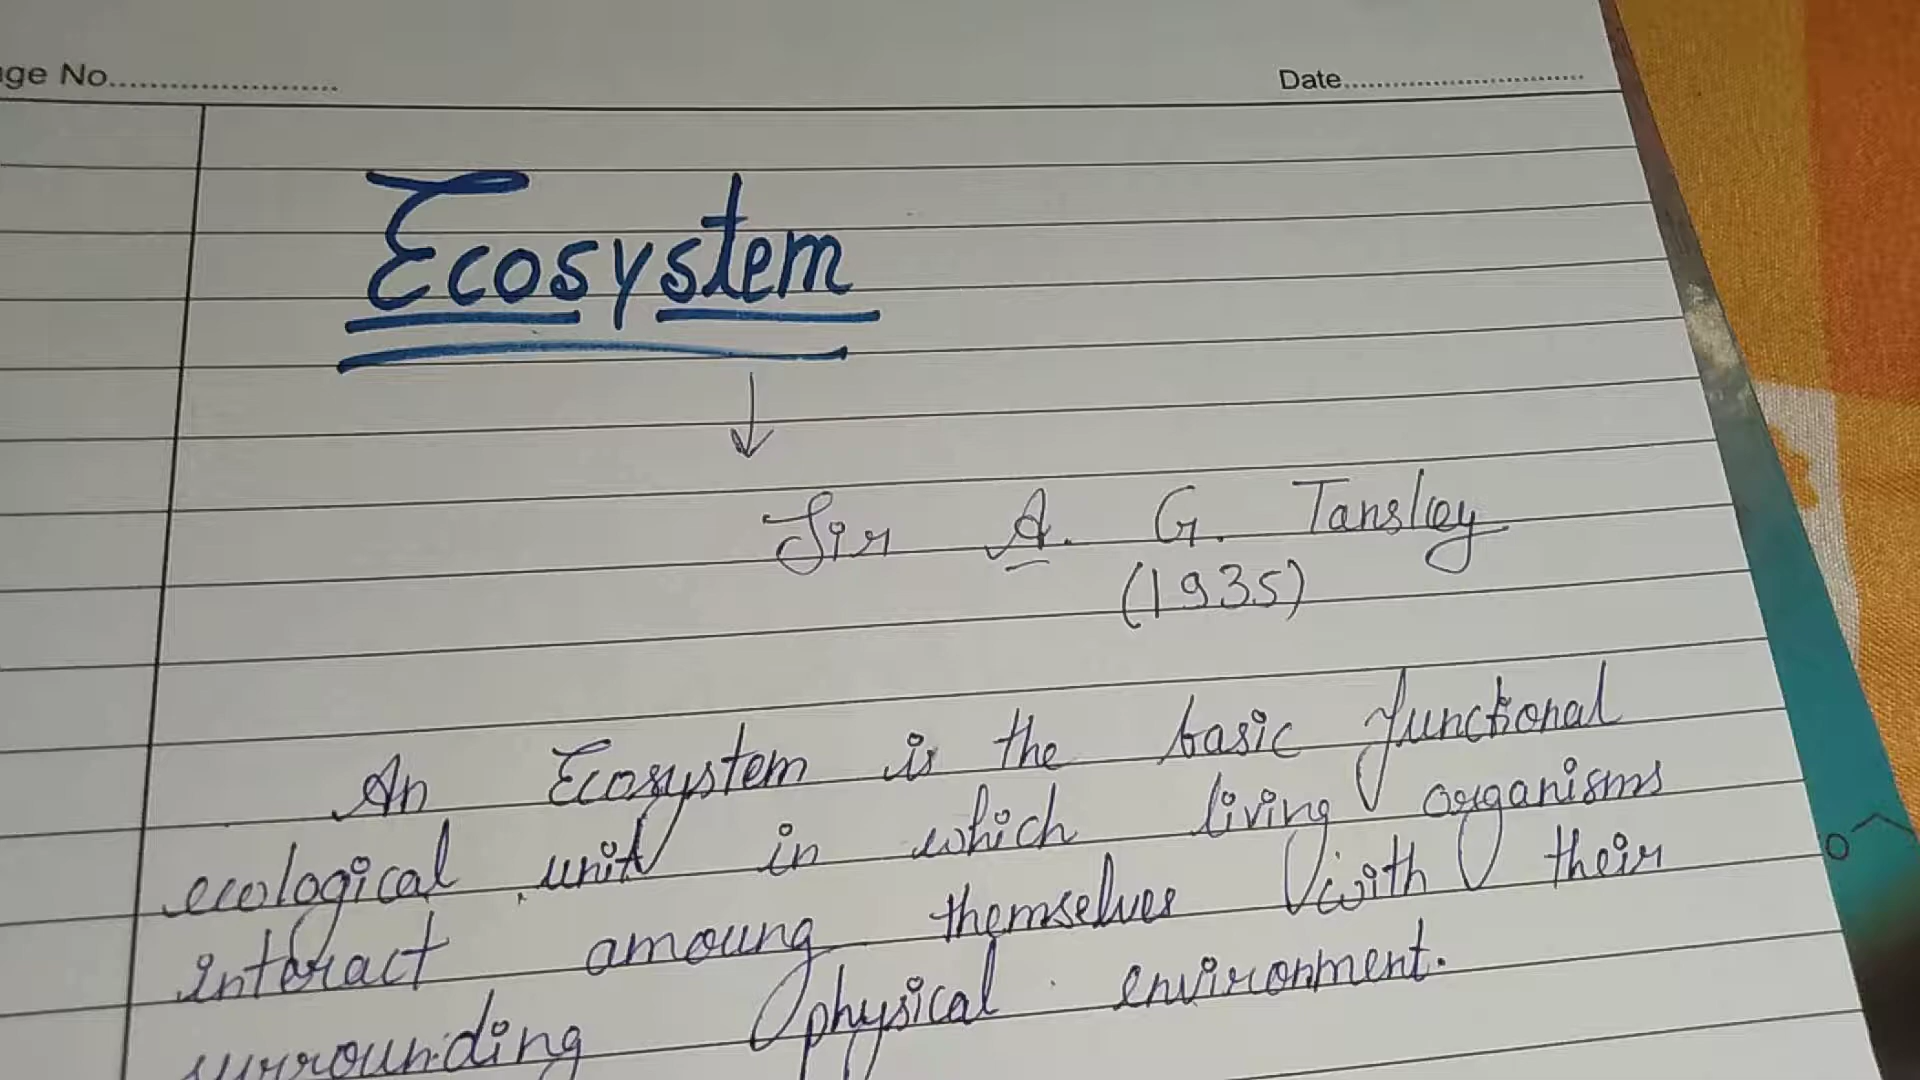 age No.......................
Date..............................
Ecosystem
Sir A. G. Tansley
(1935)
An Ecosystem is the basic functional
ecological unit in which living organisms
interact amoung themselves with their
surrounding physical environment.